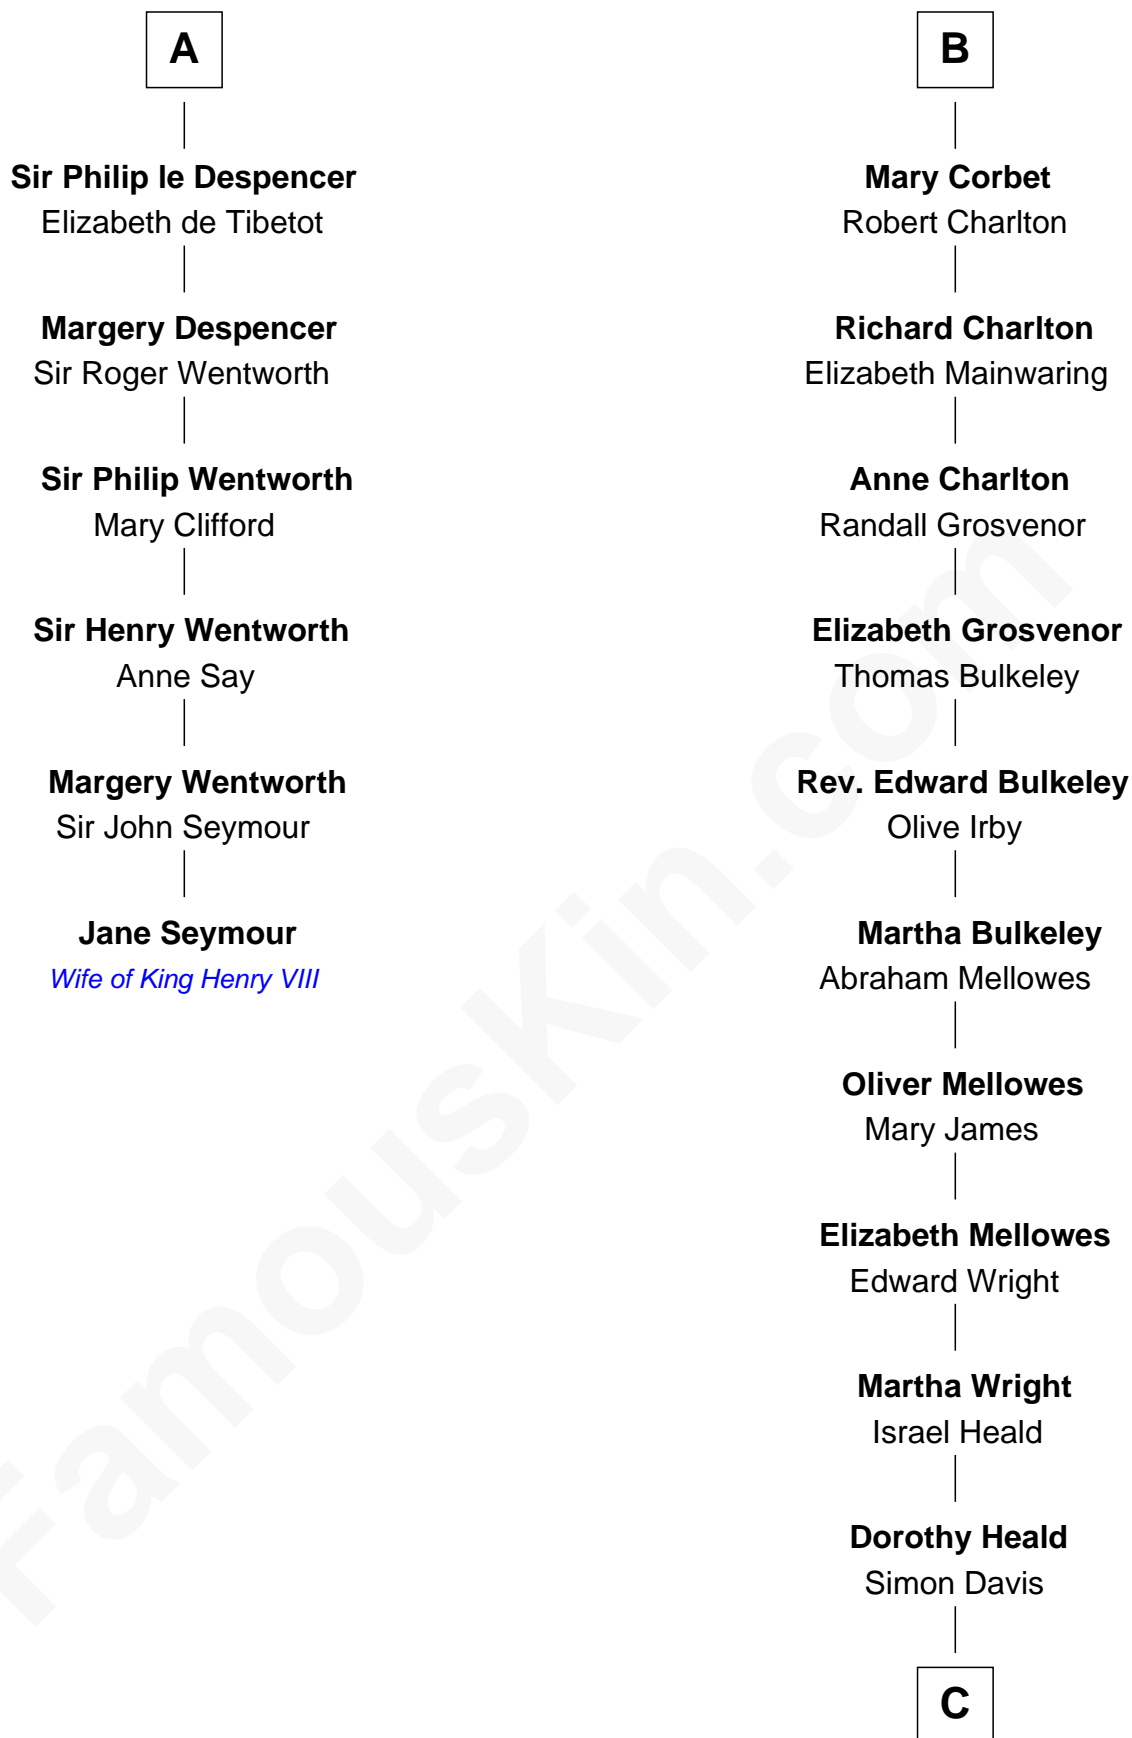 A
Sir Philip le Despencer
Elizabeth de Tibetot
Margery Despencer
Sir Roger Wentworth
Sir Philip Wentworth
Mary Clifford
Sir Henry Wentworth
Anne Say
Margery Wentworth
Sir John Seymour
Jane Seymour
Wife of King Henry VIII
B
Mary Corbet
Robert Charlton
Richard Charlton
Elizabeth Mainwaring
Anne Charlton
Randall Grosvenor
Elizabeth Grosvenor
Thomas Bulkeley
Rev. Edward Bulkeley
Olive Irby
Martha Bulkeley
Abraham Mellowes
Oliver Mellowes
Mary James
Elizabeth Mellowes
Edward Wright
Martha Wright
Israel Heald
Dorothy Heald
Simon Davis
C
FamousKin.com